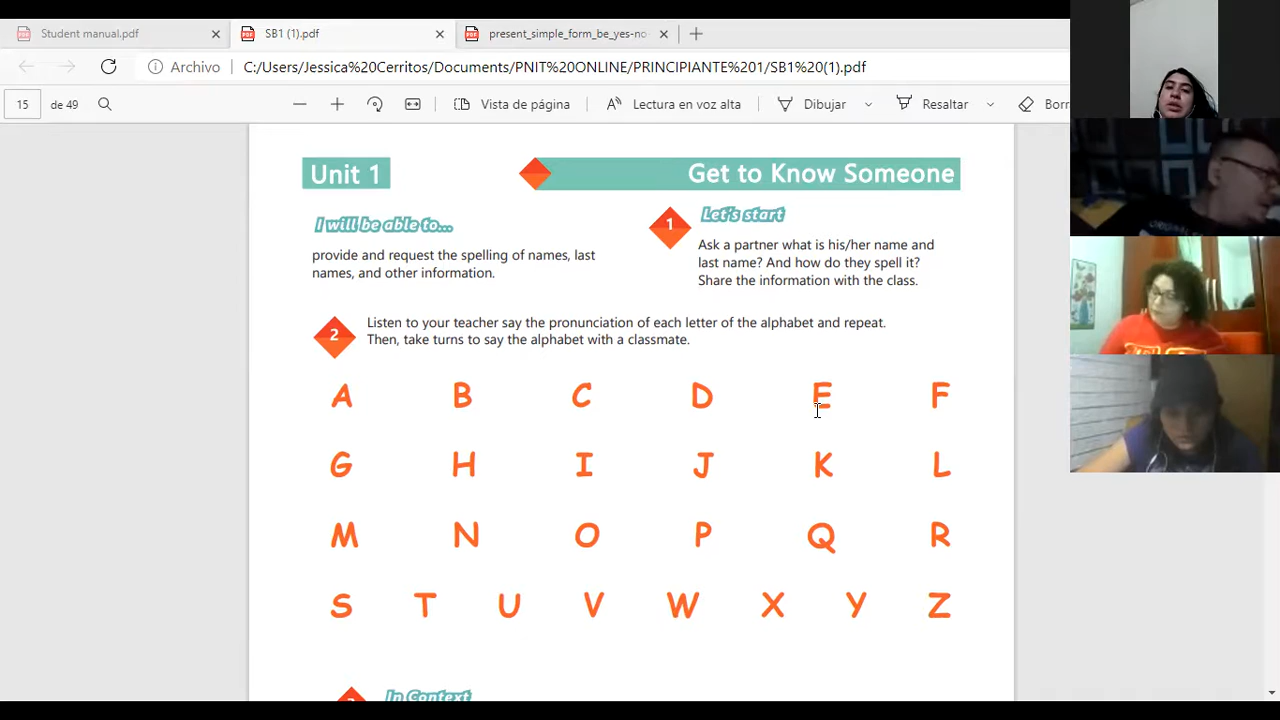 Student manual.pdf
SB1 (1).pdf
present_simple_form_be_yes-no
Archivo
C:/Users/Jessica%20Cerritos/Documents/PNIT%20ONLINE/PRINCIPIANTE%201/SB1%20(1).pdf
15 de 49
Vista de página
Lectura en voz alta
Dibujar
Resaltar
Borr
Unit 1
Get to Know Someone
I will be able to...
provide and request the spelling of names, last
names, and other information.
1
Let's start
Ask a partner what is his/her name and
last name? And how do they spell it?
Share the information with the class.
2
Listen to your teacher say the pronunciation of each letter of the alphabet and repeat.
Then, take turns to say the alphabet with a classmate.
A B C D E F
G H I J K L
M N O P Q R
S T U V W X Y Z
In Context